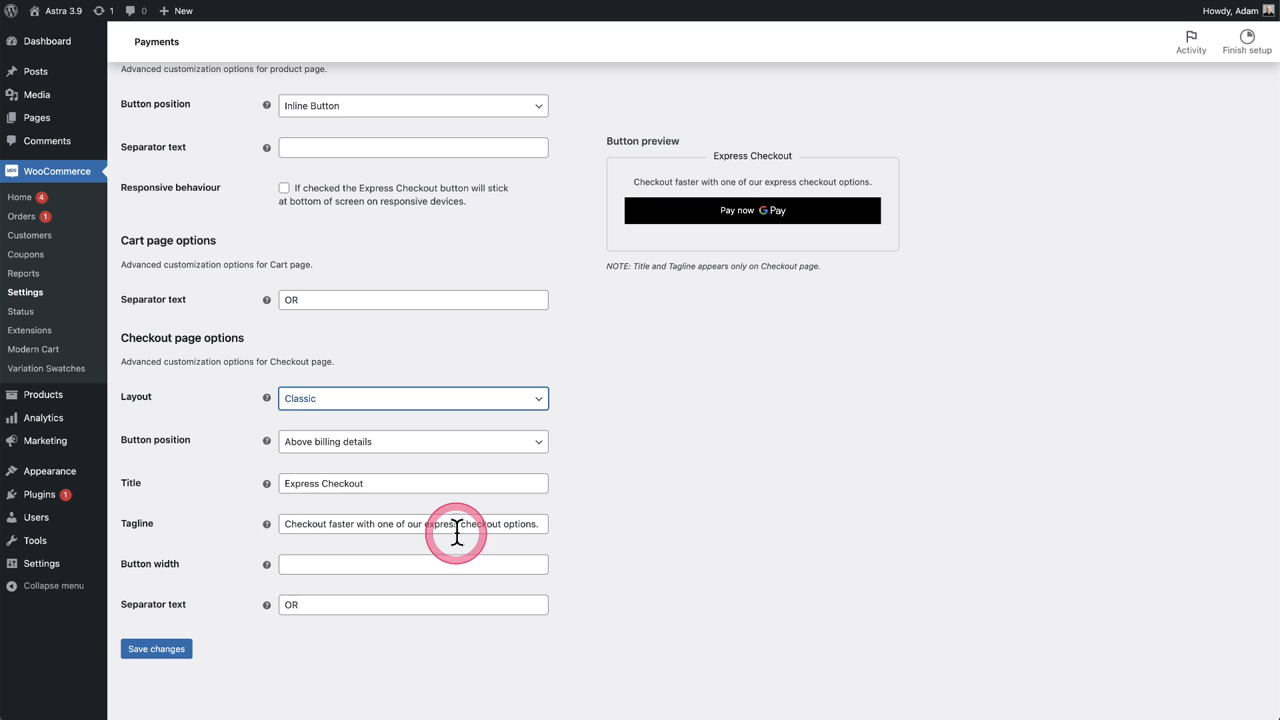 Astra 3.9
1
0
New
Howdy, Adam
Dashboard
Posts
Media
Pages
Comments
WooCommerce
Home 4
Orders 1
Customers
Coupons
Reports
Settings
Status
Extensions
Modern Cart
Variation Swatches
Products
Analytics
Marketing
Appearance
Plugins 1
Users
Tools
Settings
Collapse menu
Payments
Activity
Finish setup
Advanced customization options for product page.
Button position
Inline Button
Separator text
Responsive behaviour
If checked the Express Checkout button will stick
at bottom of screen on responsive devices.
Cart page options
Advanced customization options for Cart page.
Separator text
OR
Checkout page options
Advanced customization options for Checkout page.
Layout
Classic
Button position
Above billing details
Title
Express Checkout
Tagline
Checkout faster with one of our express checkout options.
Button width
Separator text
OR
Save changes
Button preview
Express Checkout
Checkout faster with one of our express checkout options.
Pay now G Pay
NOTE: Title and Tagline appears only on Checkout page.